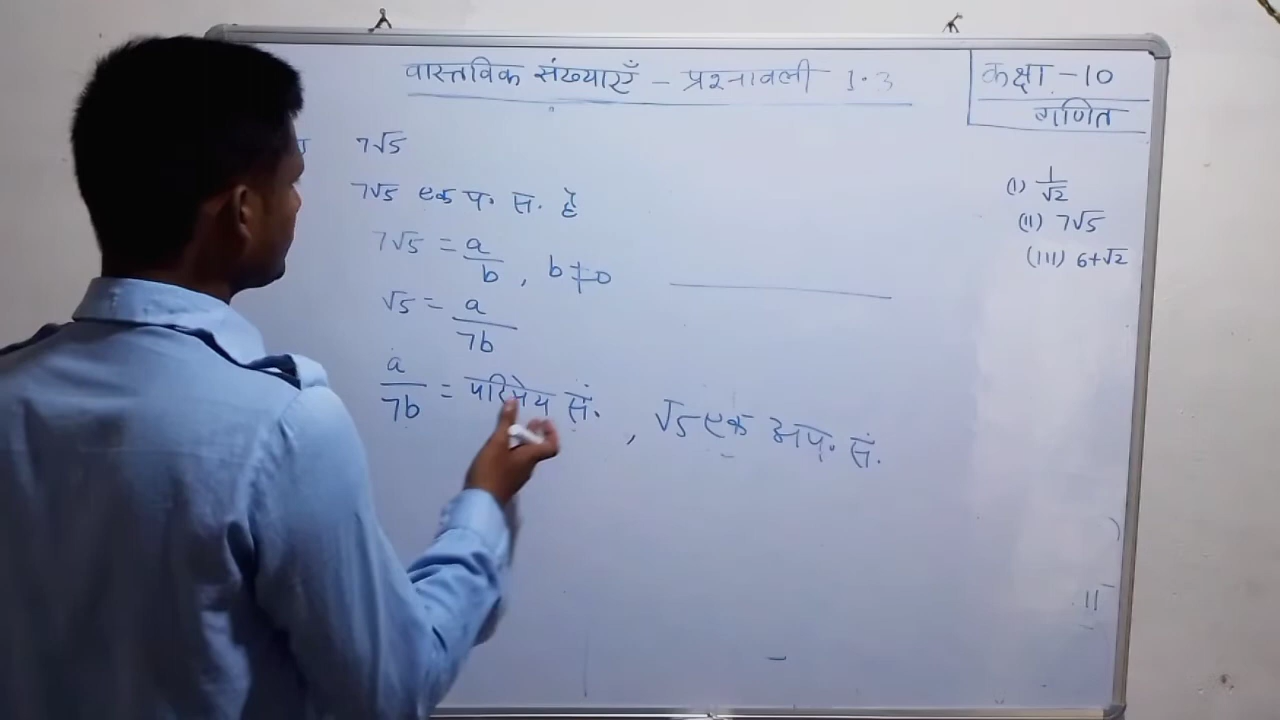 वास्तविक संख्याएँ – प्रश्नावली 1.3
कक्षा -10
गणित
7√5
7√5 एक प. स. है
7√5 = a/b, b≠0
√5 = a/7b
a/7b = परिमेय सं. , √5 एक अप. सं.
(i) 1/√2
(ii) 7√5
(iii) 6+√2